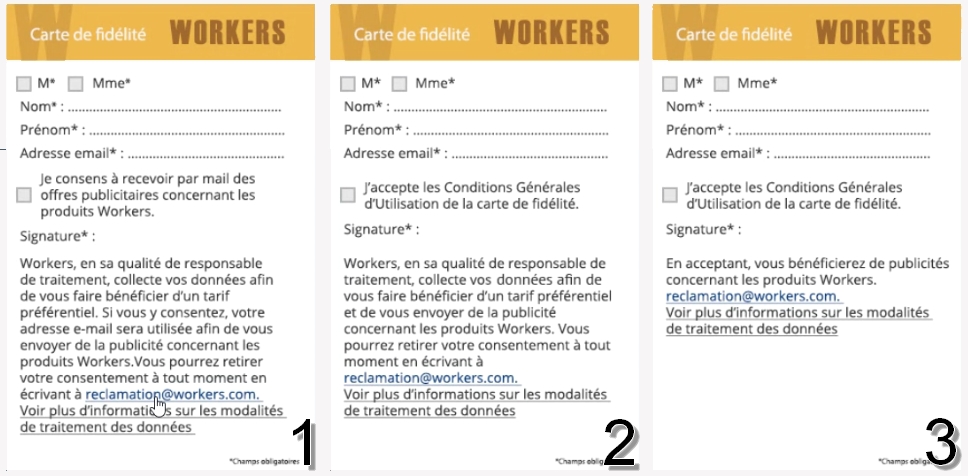 Carte de fidélité WORKERS
M* Mme*
Nom* : ......................................................
Prénom* : ..................................................
Adresse email* : ........................................
Je consens à recevoir par mail des
offres publicitaires concernant les
produits Workers.
Signature* :
Workers, en sa qualité de responsable
de traitement, collecte vos données afin
de vous faire bénéficier d'un tarif
préférentiel. Si vous y consentez, votre
adresse e-mail sera utilisée afin de vous
envoyer de la publicité concernant les
produits Workers.Vous pourrez retirer
votre consentement à tout moment en
écrivant à reclamation@workers.com.
Voir plus d'informations sur les modalités
de traitement des données
*Champs obligatoires
1
Carte de fidélité WORKERS
M* Mme*
Nom* : ......................................................
Prénom* : ..................................................
Adresse email* : ........................................
J'accepte les Conditions Générales
d'Utilisation de la carte de fidélité.
Signature* :
Workers, en sa qualité de responsable de
traitement, collecte vos données afin de
vous faire bénéficier d'un tarif préférentiel
et de vous envoyer de la publicité
concernant les produits Workers. Vous
pourrez retirer votre consentement à tout
moment en écrivant à
reclamation@workers.com.
Voir plus d'informations sur les modalités
de traitement des données
*Champs
2
Carte de fidélité WORKERS
M* Mme*
Nom* : ......................................................
Prénom* : ..................................................
Adresse email* : ........................................
J'accepte les Conditions Générales
d'Utilisation de la carte de fidélité.
Signature* :
En acceptant, vous bénéficierez de publicités
concernant les produits Workers.
reclamation@workers.com.
Voir plus d'informations sur les modalités
de traitement des données
*Champs
3